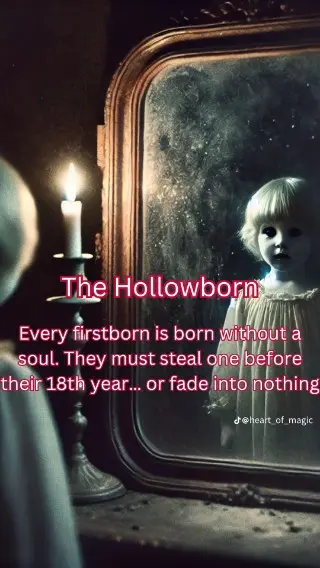 The Hollowborn
Every firstborn is born without a
soul. They must steal one before
their 18th year... or fade into nothing
@heart_of_magic